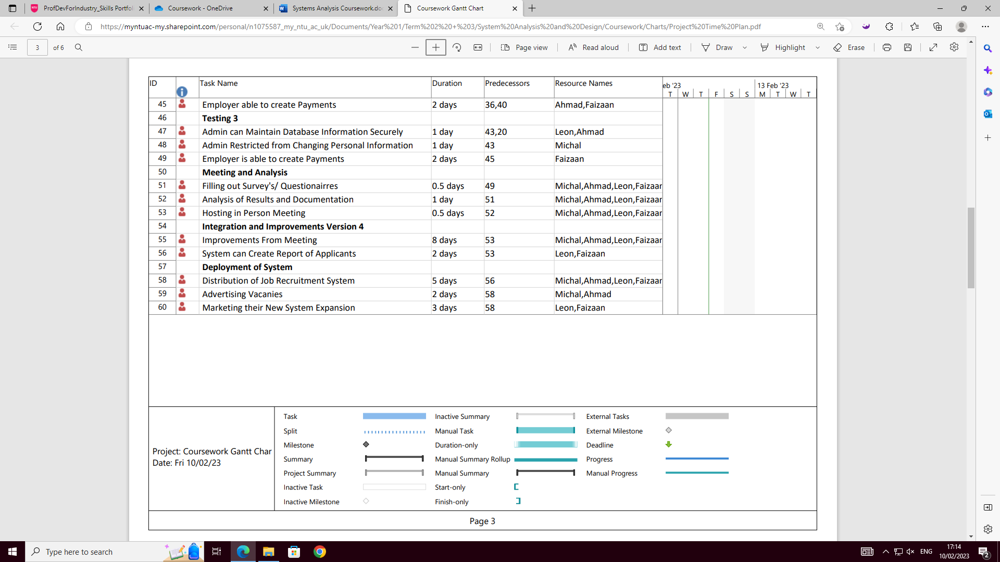 ProfDevForIndustry_Skills Portfoli
Coursework - OneDrive
Systems Analysis Coursework.do
Coursework Gantt Chart
https://myntuac-my.sharepoint.com/personal/n1075587_my_ntu_ac_uk/Documents/Year%201/Term%202%20+%203/System%20Analysis%20and%20Design/Coursework/Charts/Project%20Time%20Plan.pdf
3 of 6 Page view Read aloud Add text Draw Highlight Erase
ID Task Name Duration Predecessors Resource Names eb '23 13 Feb '23
T W T F S S M T W T
45 Employer able to create Payments 2 days 36,40 Ahmad,Faizaan
46 Testing 3
47 Admin can Maintain Database Information Securely 1 day 43,20 Leon,Ahmad
48 Admin Restricted from Changing Personal Information 1 day 43 Michal
49 Employer is able to create Payments 2 days 45 Faizaan
50 Meeting and Analysis
51 Filling out Survey's/ Questionairres 0.5 days 49 Michal,Ahmad,Leon,Faizaan
52 Analysis of Results and Documentation 1 day 51 Michal,Ahmad,Leon,Faizaan
53 Hosting in Person Meeting 0.5 days 52 Michal,Ahmad,Leon,Faizaan
54 Integration and Improvements Version 4
55 Improvements From Meeting 8 days 53 Michal,Ahmad,Leon,Faizaan
56 System can Create Report of Applicants 2 days 53 Leon,Faizaan
57 Deployment of System
58 Distribution of Job Recruitment System 5 days 56 Michal,Ahmad,Leon,Faizaan
59 Advertising Vacanies 2 days 58 Michal,Ahmad
60 Marketing their New System Expansion 3 days 58 Leon,Faizaan
Project: Coursework Gantt Char
Date: Fri 10/02/23
Task
Split
Milestone
Summary
Project Summary
Inactive Task
Inactive Milestone
Inactive Summary
Manual Task
Duration-only
Manual Summary Rollup
Manual Summary
Start-only
Finish-only
External Tasks
External Milestone
Deadline
Progress
Manual Progress
Page 3
Type here to search
ENG
17:14
10/02/2023
2